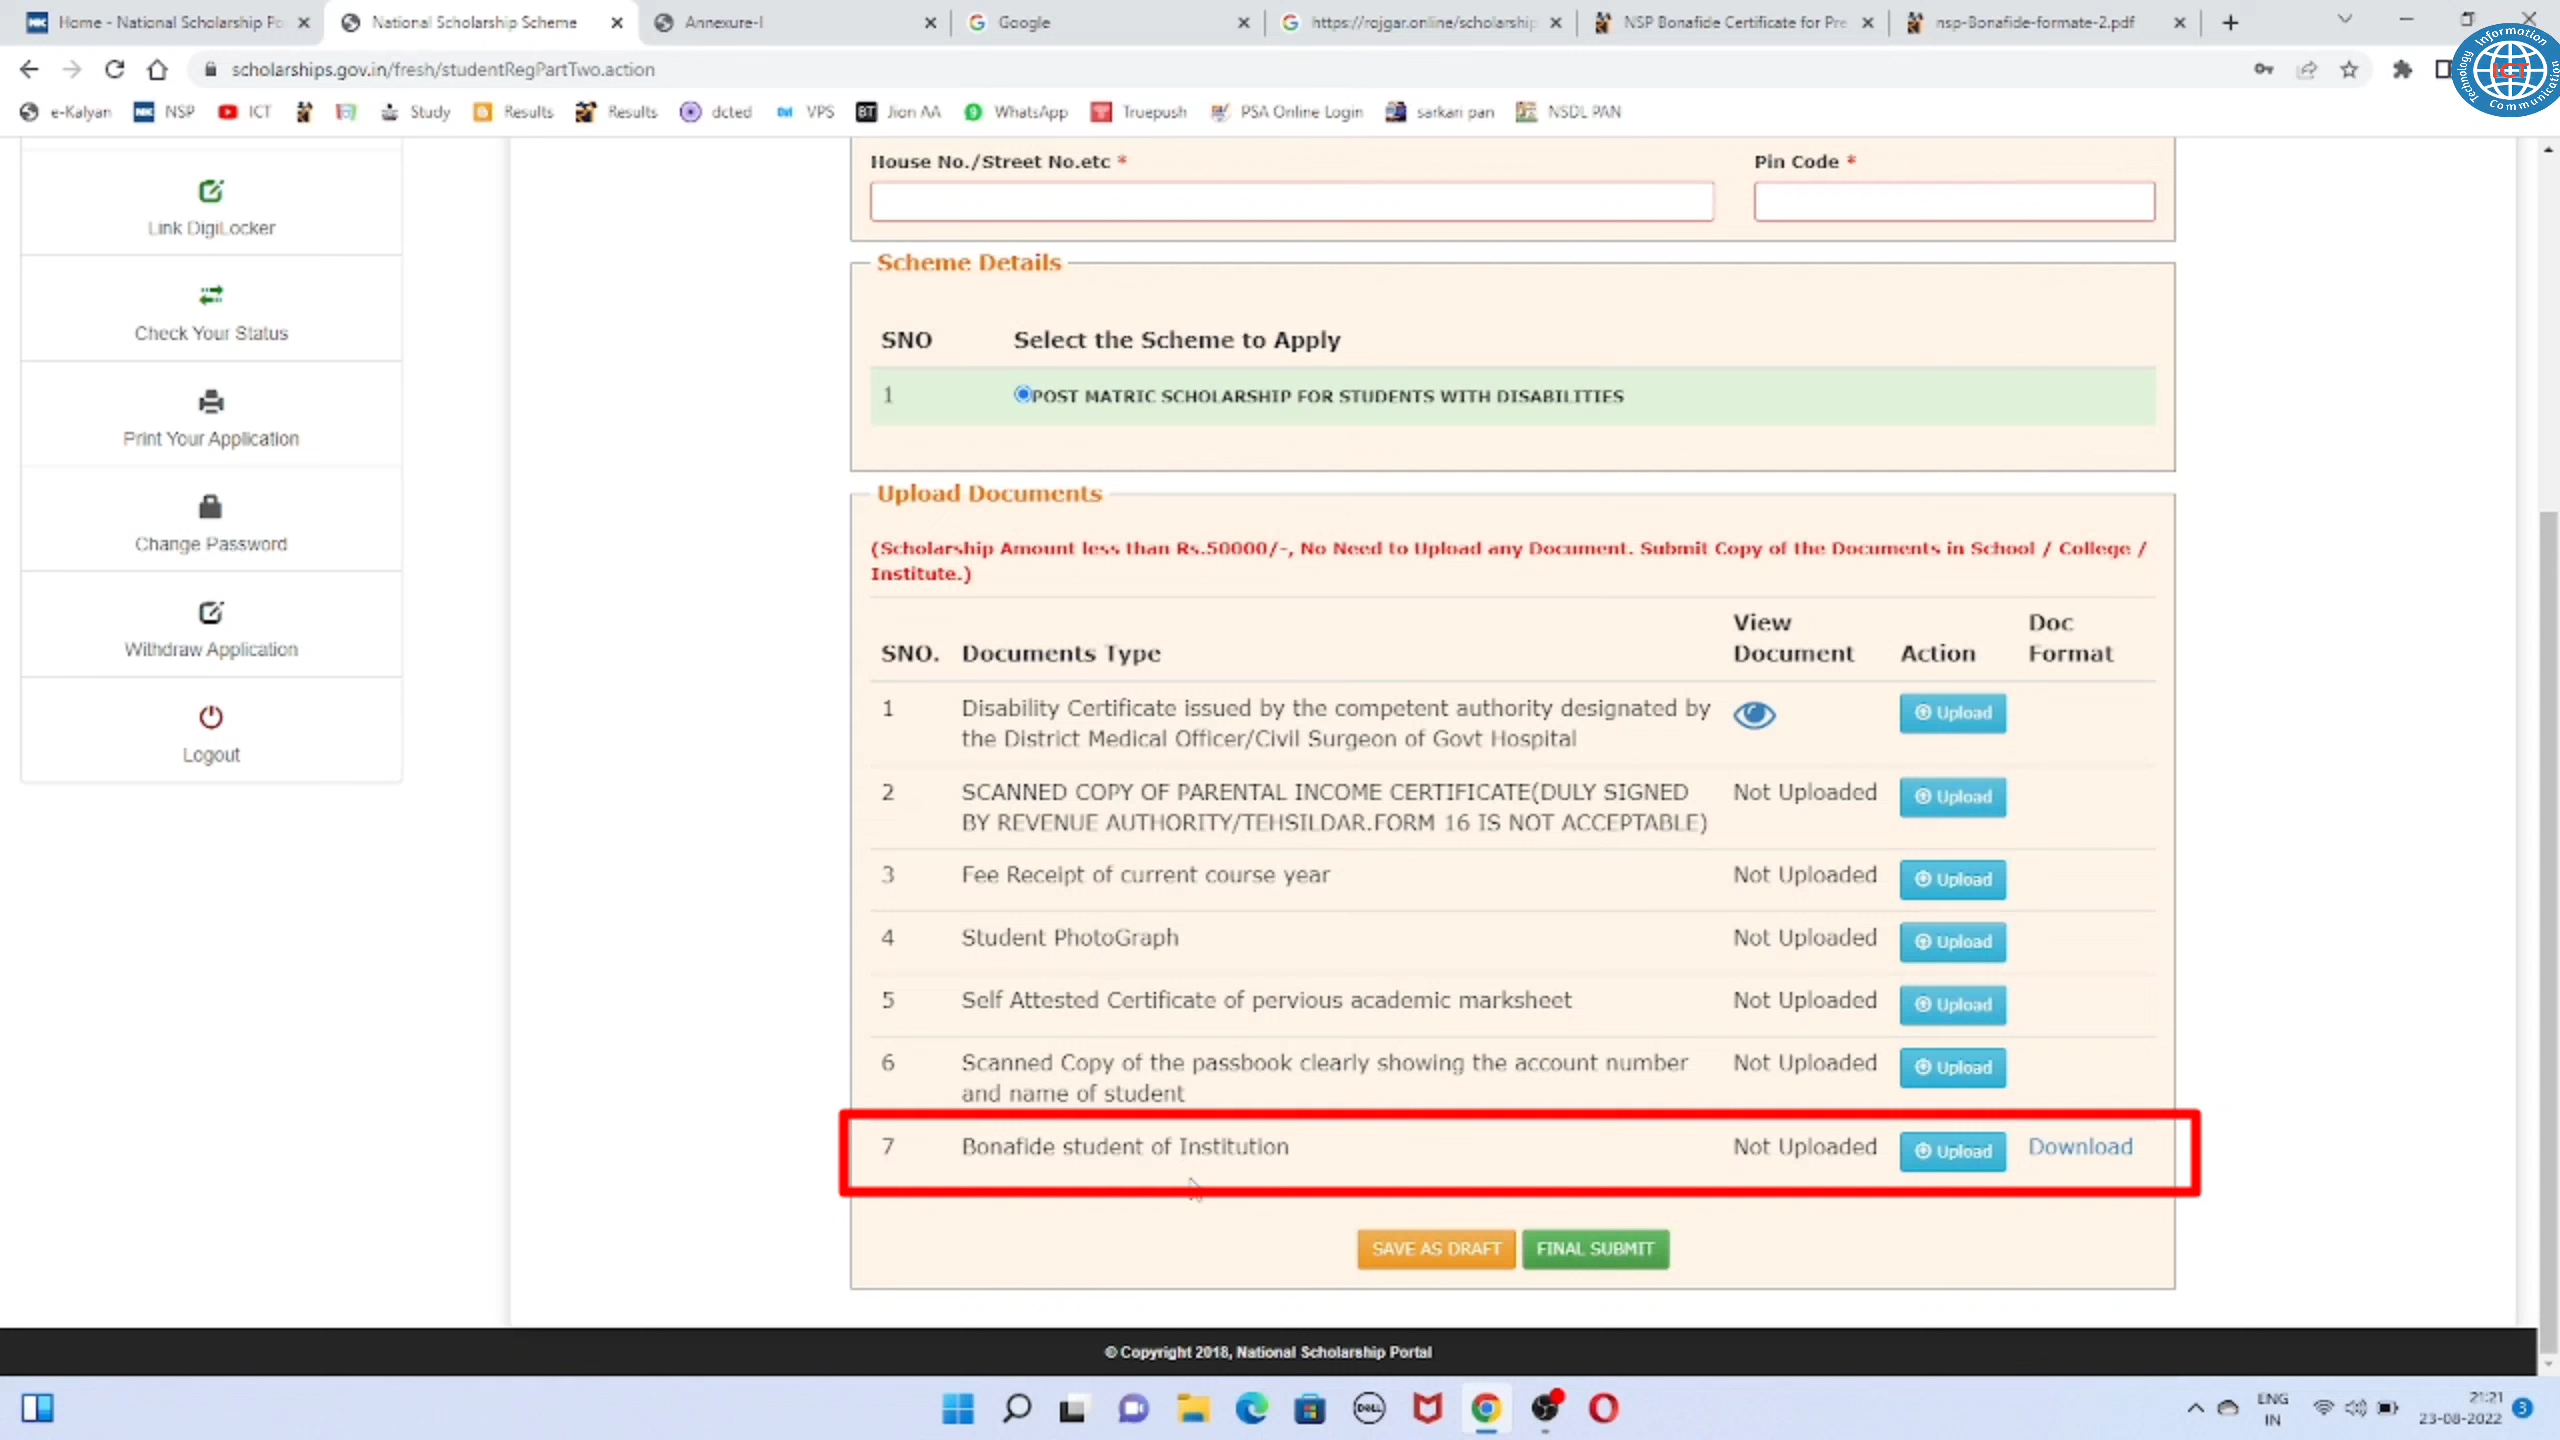 Home - National Scholarship Po
National Scholarship Scheme
Annexure-I
Google
https://rojgar.online/scholarship
NSP Bonafide Certificate for Pre
nsp-Bonafide-formate-2.pdf
scholarships.gov.in/fresh/studentRegPartTwo.action
Information
ICT
Technology
Communication
e-Kalyan
NSP
ICT
Study
Results
Results
dcted
VPS
Jion AA
WhatsApp
Truepush
PSA Online Login
sarkari pan
NSDL PAN
House No./Street No.etc *
Pin Code *
Link DigiLocker
Check Your Status
Print Your Application
Change Password
Withdraw Application
Logout
Scheme Details
SNO Select the Scheme to Apply
1 POST MATRIC SCHOLARSHIP FOR STUDENTS WITH DISABILITIES
Upload Documents
(Scholarship Amount less than Rs.50000/-, No Need to Upload any Document. Submit Copy of the Documents in School / College /
Institute.)
View Doc
SNO. Documents Type Document Action Format
1 Disability Certificate issued by the competent authority designated by Upload
the District Medical Officer/Civil Surgeon of Govt Hospital
2 SCANNED COPY OF PARENTAL INCOME CERTIFICATE(DULY SIGNED Not Uploaded Upload
BY REVENUE AUTHORITY/TEHSILDAR.FORM 16 IS NOT ACCEPTABLE)
3 Fee Receipt of current course year Not Uploaded Upload
4 Student PhotoGraph Not Uploaded Upload
5 Self Attested Certificate of pervious academic marksheet Not Uploaded Upload
6 Scanned Copy of the passbook clearly showing the account number Not Uploaded Upload
and name of student
7 Bonafide student of Institution Not Uploaded Upload Download
SAVE AS DRAFT FINAL SUBMIT
© Copyright 2018, National Scholarship Portal
DELL
ENG
IN
21:21
23-08-2022
3